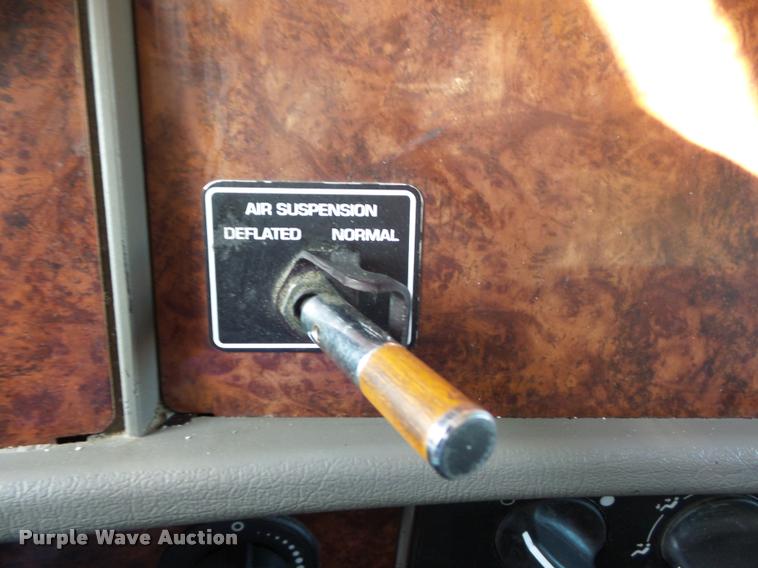 AIR SUSPENSION
DEFLATED NORMAL
Purple Wave Auction